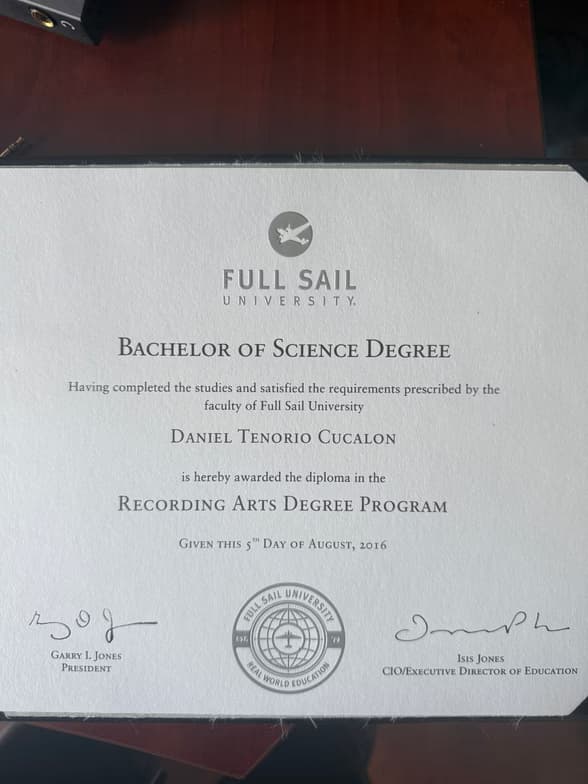 FULL SAIL
UNIVERSITY.
BACHELOR OF SCIENCE DEGREE
Having completed the studies and satisfied the requirements prescribed by the
faculty of Full Sail University
DANIEL TENORIO CUCALON
is hereby awarded the diploma in the
RECORDING ARTS DEGREE PROGRAM
GIVEN THIS 5TH DAY OF AUGUST, 2016
FULL SAIL UNIVERSITY
EST. 79
REAL WORLD EDUCATION
GARRY L JONES
PRESIDENT
ISIS JONES
CIO/EXECUTIVE DIRECTOR OF EDUCATION